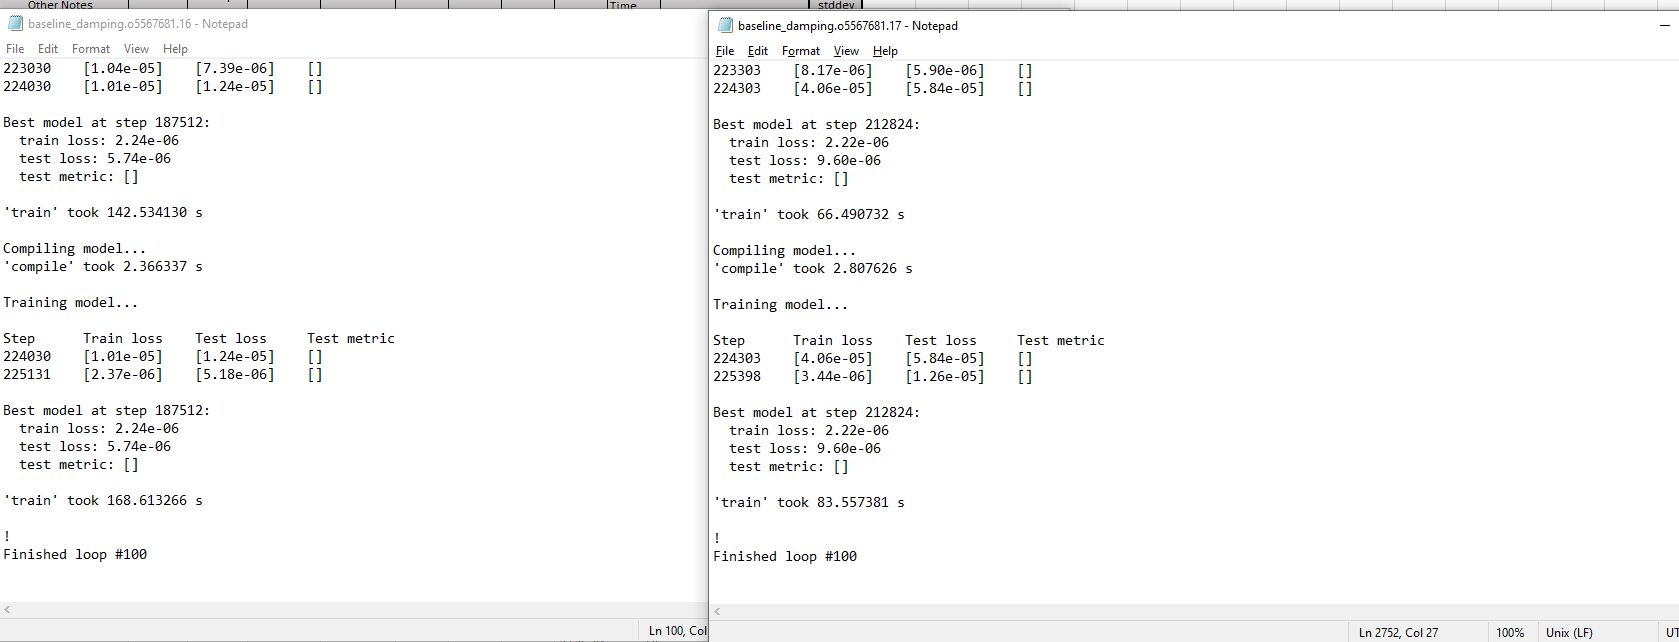 Other Notes
Time
stddev
baseline_damping.o5567681.16 - Notepad
File Edit Format View Help
223030 [1.04e-05] [7.39e-06] []
224030 [1.01e-05] [1.24e-05] []
Best model at step 187512:
train loss: 2.24e-06
test loss: 5.74e-06
test metric: []
'train' took 142.534130 s
Compiling model...
'compile' took 2.366337 s
Training model...
Step Train loss Test loss Test metric
224030 [1.01e-05] [1.24e-05] []
225131 [2.37e-06] [5.18e-06] []
Best model at step 187512:
train loss: 2.24e-06
test loss: 5.74e-06
test metric: []
'train' took 168.613266 s
!
Finished loop #100
Ln 100, Col
baseline_damping.o5567681.17 - Notepad
File Edit Format View Help
223303 [8.17e-06] [5.90e-06] []
224303 [4.06e-05] [5.84e-05] []
Best model at step 212824:
train loss: 2.22e-06
test loss: 9.60e-06
test metric: []
'train' took 66.490732 s
Compiling model...
'compile' took 2.807626 s
Training model...
Step Train loss Test loss Test metric
224303 [4.06e-05] [5.84e-05] []
225398 [3.44e-06] [1.26e-05] []
Best model at step 212824:
train loss: 2.22e-06
test loss: 9.60e-06
test metric: []
'train' took 83.557381 s
!
Finished loop #100
Ln 2752, Col 27 100% Unix (LF) UT